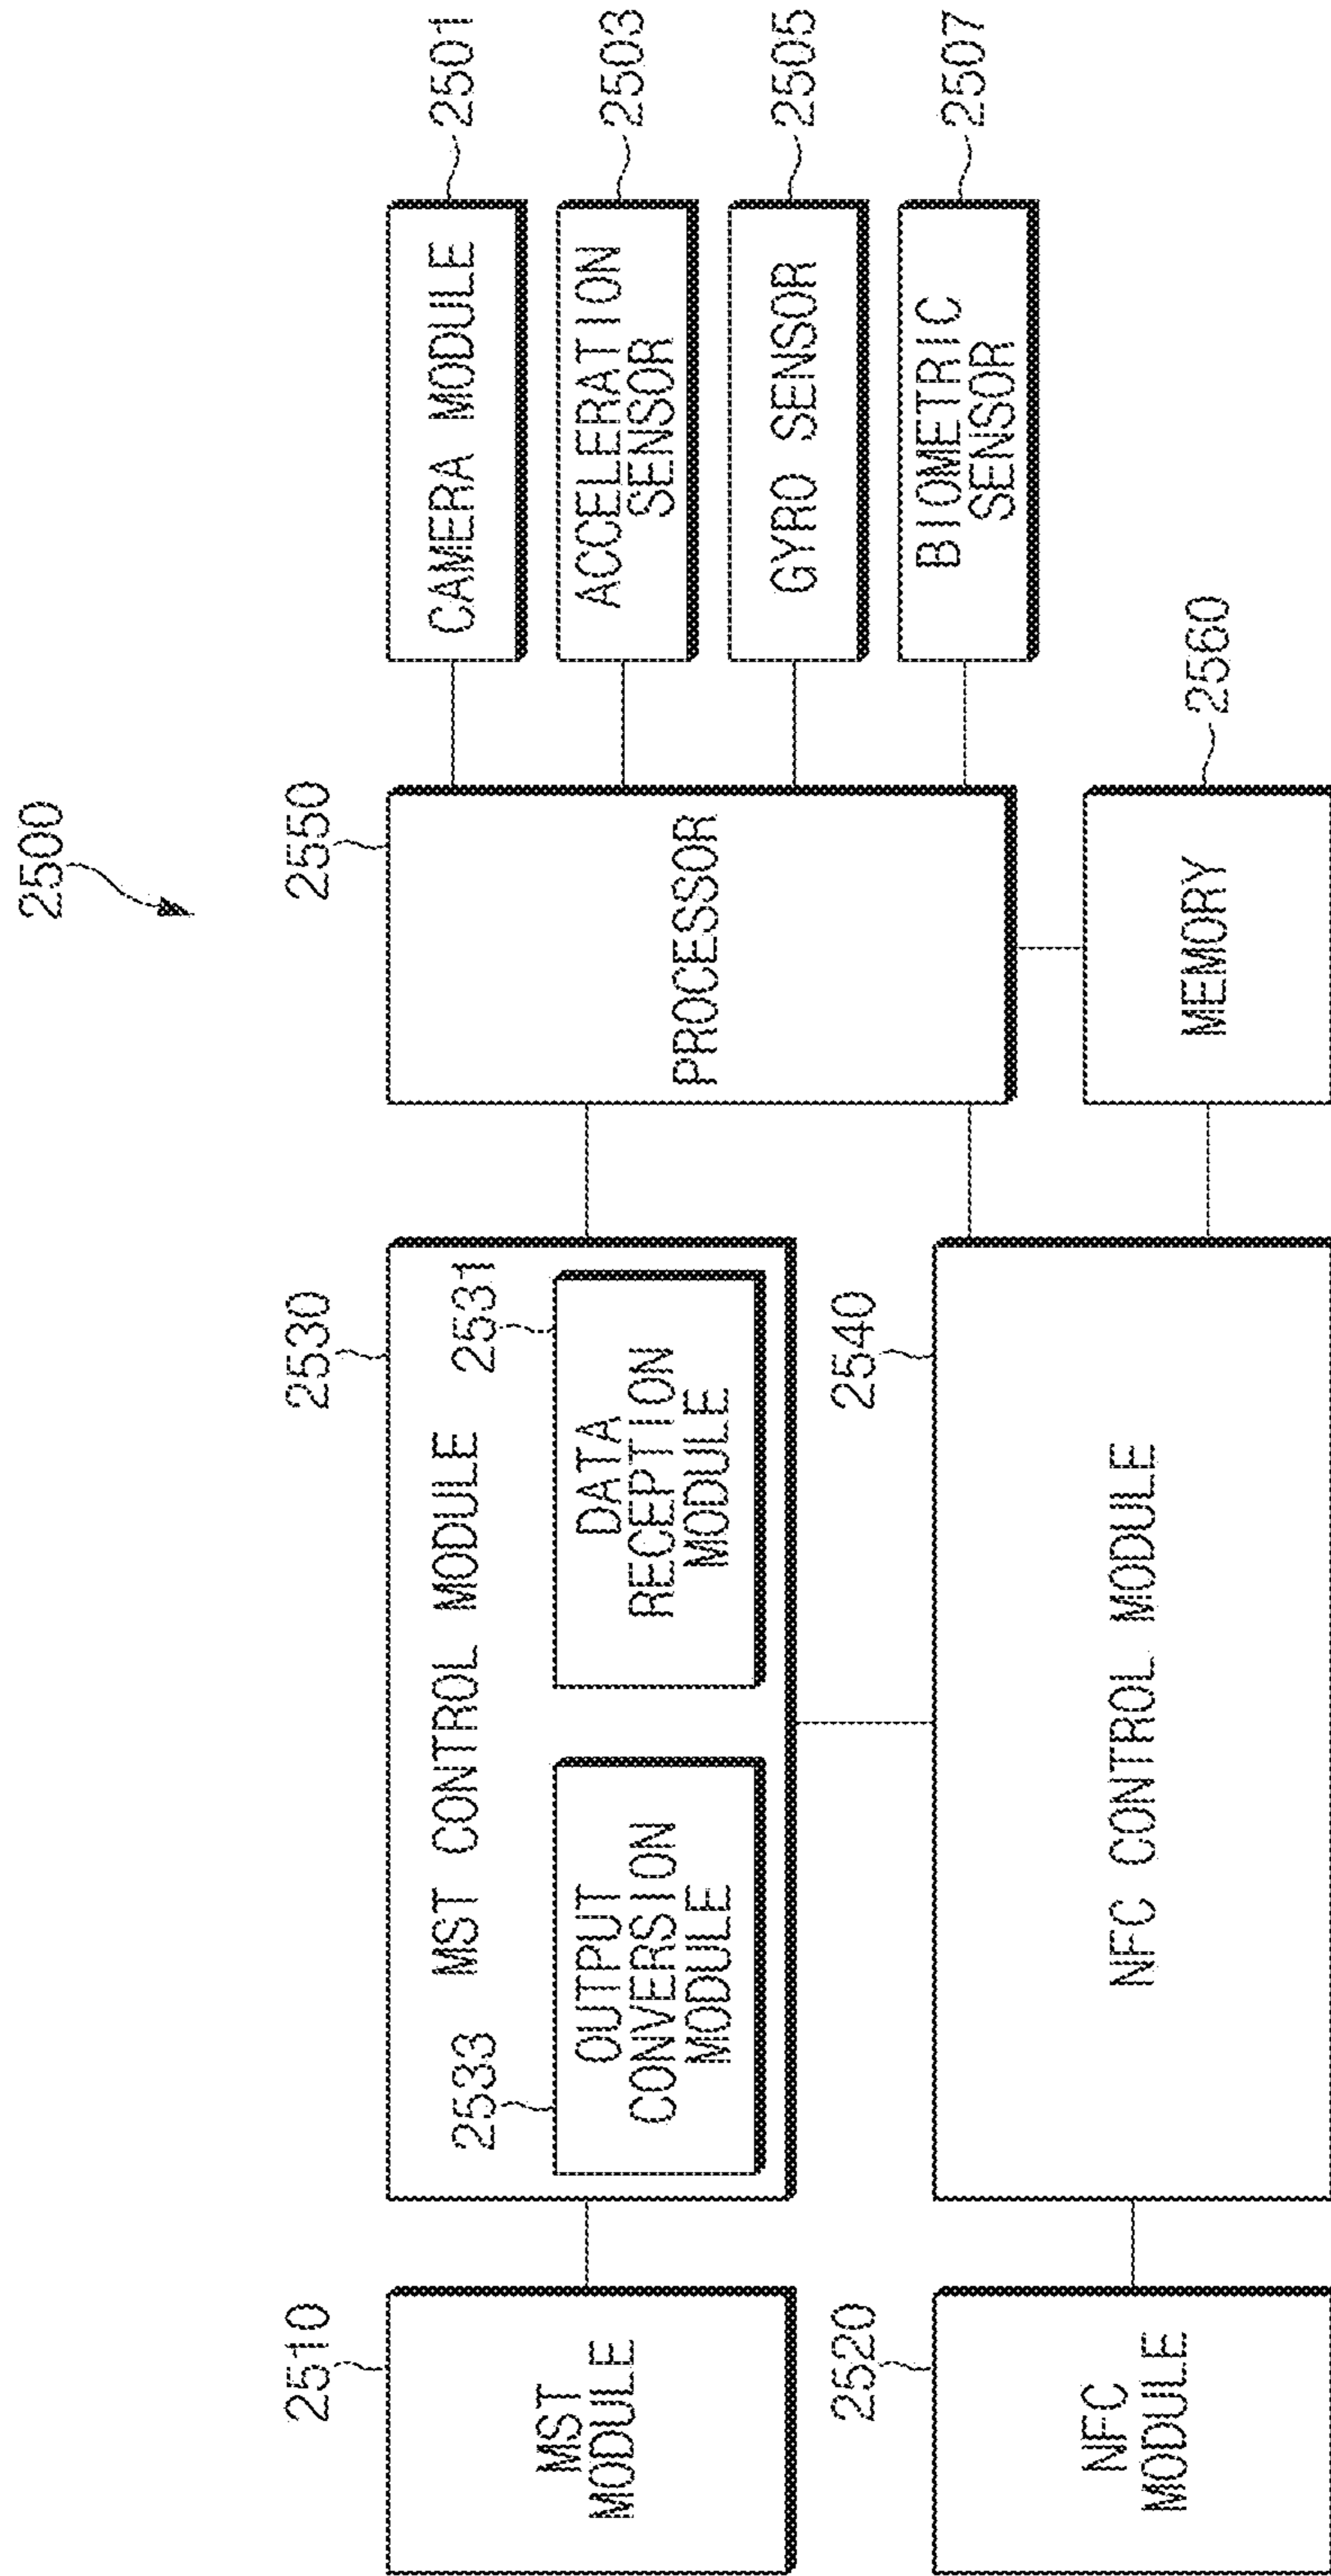 2500
2510
MST
MODULE
2530
MST CONTROL MODULE
2533
OUTPUT
CONVERSION
MODULE
2531
DATA
RECEPTION
MODULE
2550
PROCESSOR
CAMERA MODULE
2501
ACCELERATION
SENSOR
2503
GYRO SENSOR
2505
BIOMETRIC
SENSOR
2507
2520
NFC
MODULE
2540
NFC CONTROL MODULE
MEMORY
2560